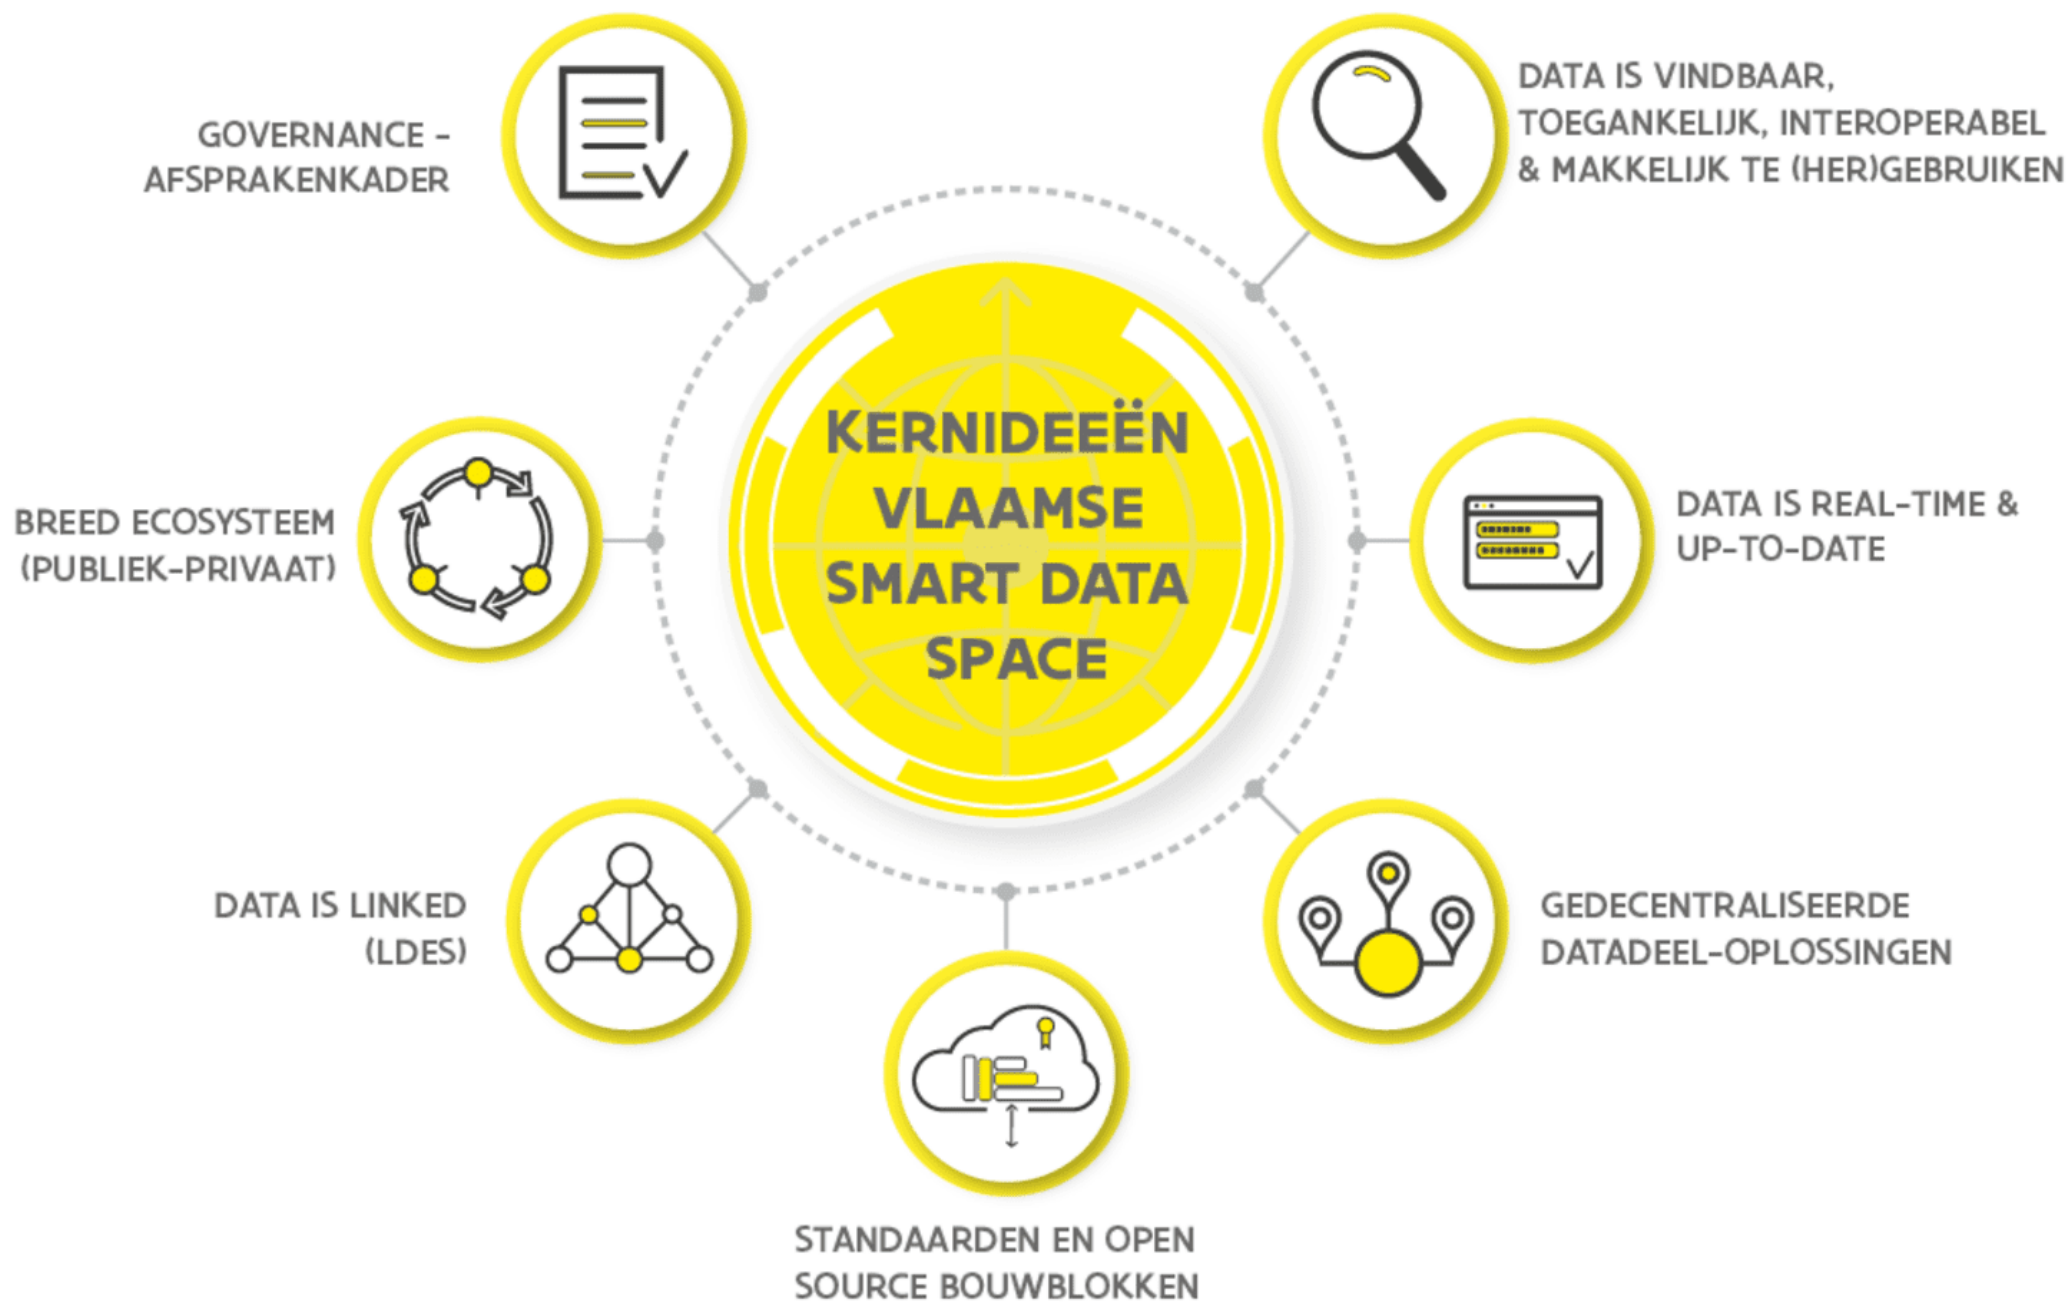 GOVERNANCE -
AFSPRAKENKADER
DATA IS VINDBAAR,
TOEGANKELIJK, INTEROPERABEL
& MAKKELIJK TE (HER)GEBRUIKEN
KERNIDEEËN
VLAAMSE
SMART DATA
SPACE
BREED ECOSYSTEEM
(PUBLIEK-PRIVAAT)
DATA IS REAL-TIME &
UP-TO-DATE
DATA IS LINKED
(LDES)
GEDECENTRALISEERDE
DATADEEL-OPLOSSINGEN
STANDAARDEN EN OPEN
SOURCE BOUWBLOKKEN